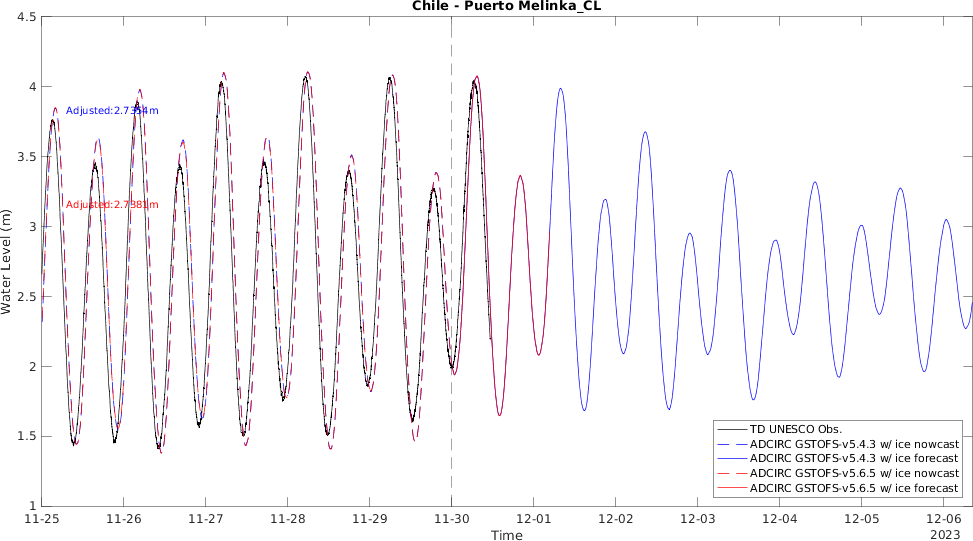 Chile - Puerto Melinka_CL
4.5
4
3.5
3
2.5
2
1.5
1
Water Level (m)
Adjusted:2.7354m
Adjusted:2.7381m
TD UNESCO Obs.
ADCIRC GSTOFS-v5.4.3 w/ ice nowcast
ADCIRC GSTOFS-v5.4.3 w/ ice forecast
ADCIRC GSTOFS-v5.6.5 w/ ice nowcast
ADCIRC GSTOFS-v5.6.5 w/ ice forecast
11-25 11-26 11-27 11-28 11-29 11-30 12-01 12-02 12-03 12-04 12-05 12-06
Time 2023